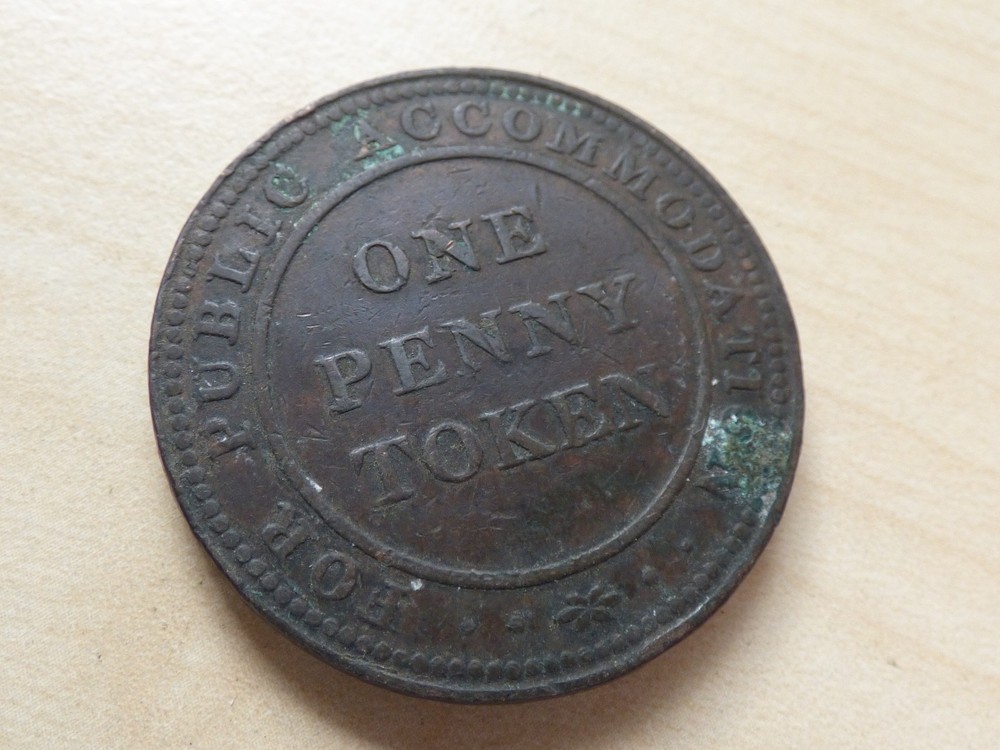 FOR PUBLIC ACCOMMODATION
ONE
PENNY
TOKEN